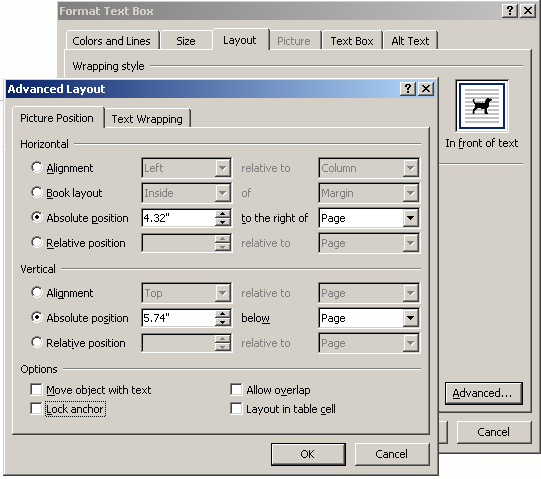 Format Text Box
Colors and Lines Size Layout Picture Text Box Alt Text
Wrapping style
In front of text
Advanced...
Cancel
Advanced Layout
Picture Position Text Wrapping
Horizontal
Alignment Left relative to Column
Book layout Inside of Margin
Absolute position 4.32" to the right of Page
Relative position relative to Page
Vertical
Alignment Top relative to Page
Absolute position 5.74" below Page
Relative position relative to Page
Options
Move object with text Allow overlap
Lock anchor Layout in table cell
OK Cancel